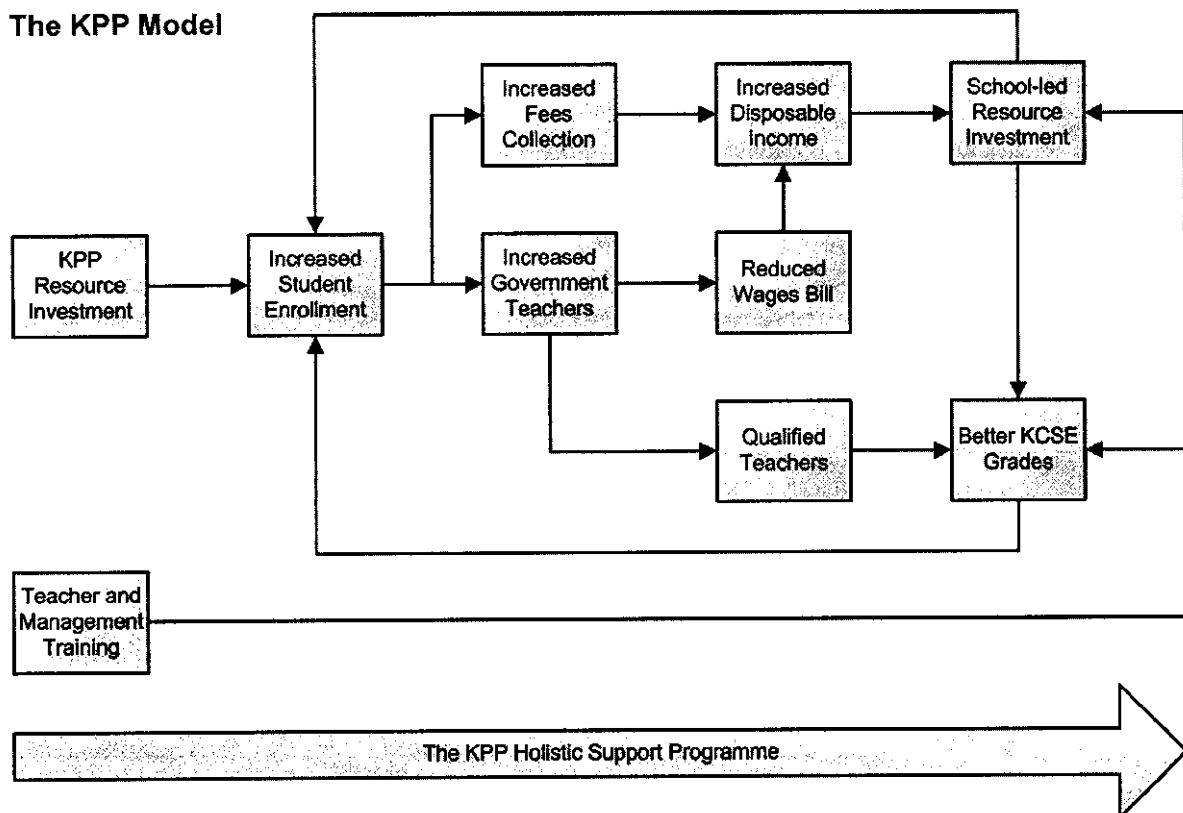 The KPP Model
Increased
Fees
Collection
Increased
Disposable
Income
School-led
Resource
Investment
KPP
Resource
Investment
Increased
Student
Enrollment
Increased
Government
Teachers
Reduced
Wages Bill
Qualified
Teachers
Better KCSE
Grades
Teacher and
Management
Training
The KPP Holistic Support Programme